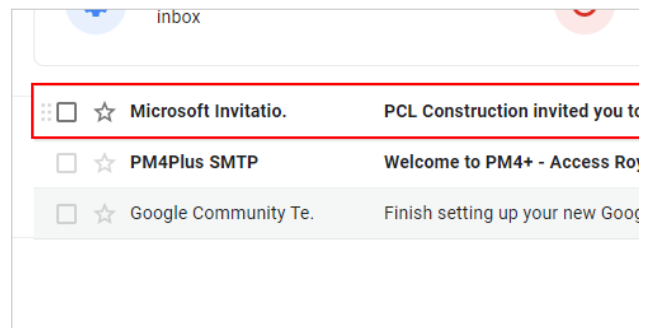 inbox
Microsoft Invitatio. PCL Construction invited you to
PM4Plus SMTP Welcome to PM4+ - Access Roy
Google Community Te. Finish setting up your new Goog